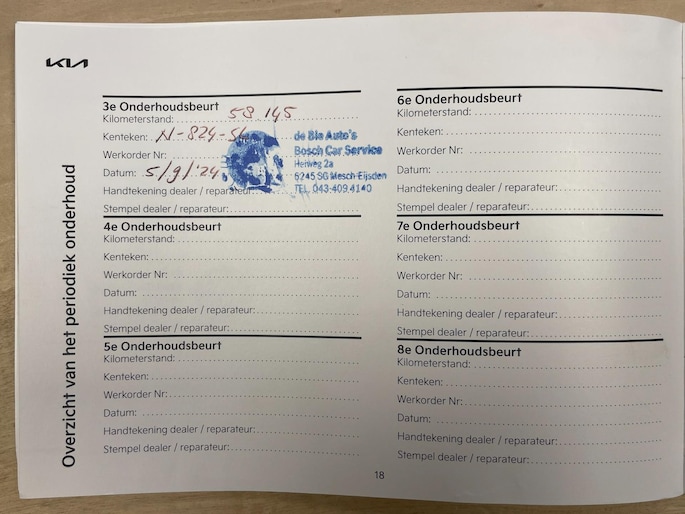 KIA
Overzicht van het periodiek onderhoud
3e Onderhoudsbeurt
Kilometerstand: 58 145
Kenteken: N-824-SL
Werkorder Nr:
Datum: 5/9/'24
Handtekening dealer / reparateur:
Stempel dealer / reparateur:
de Bie Auto's
Bosch Car Service
Heiweg 2a
6245 SG Mesch-Eijsden
TEL. 043-409 4140
4e Onderhoudsbeurt
Kilometerstand:
Kenteken:
Werkorder Nr:
Datum:
Handtekening dealer / reparateur:
Stempel dealer / reparateur:
5e Onderhoudsbeurt
Kilometerstand:
Kenteken:
Werkorder Nr:
Datum:
Handtekening dealer / reparateur:
Stempel dealer / reparateur:
6e Onderhoudsbeurt
Kilometerstand:
Kenteken:
Werkorder Nr:
Datum:
Handtekening dealer / reparateur:
Stempel dealer / reparateur:
7e Onderhoudsbeurt
Kilometerstand:
Kenteken:
Werkorder Nr:
Datum:
Handtekening dealer / reparateur:
Stempel dealer / reparateur:
8e Onderhoudsbeurt
Kilometerstand:
Kenteken:
Werkorder Nr:
Datum:
Handtekening dealer / reparateur:
Stempel dealer / reparateur:
18